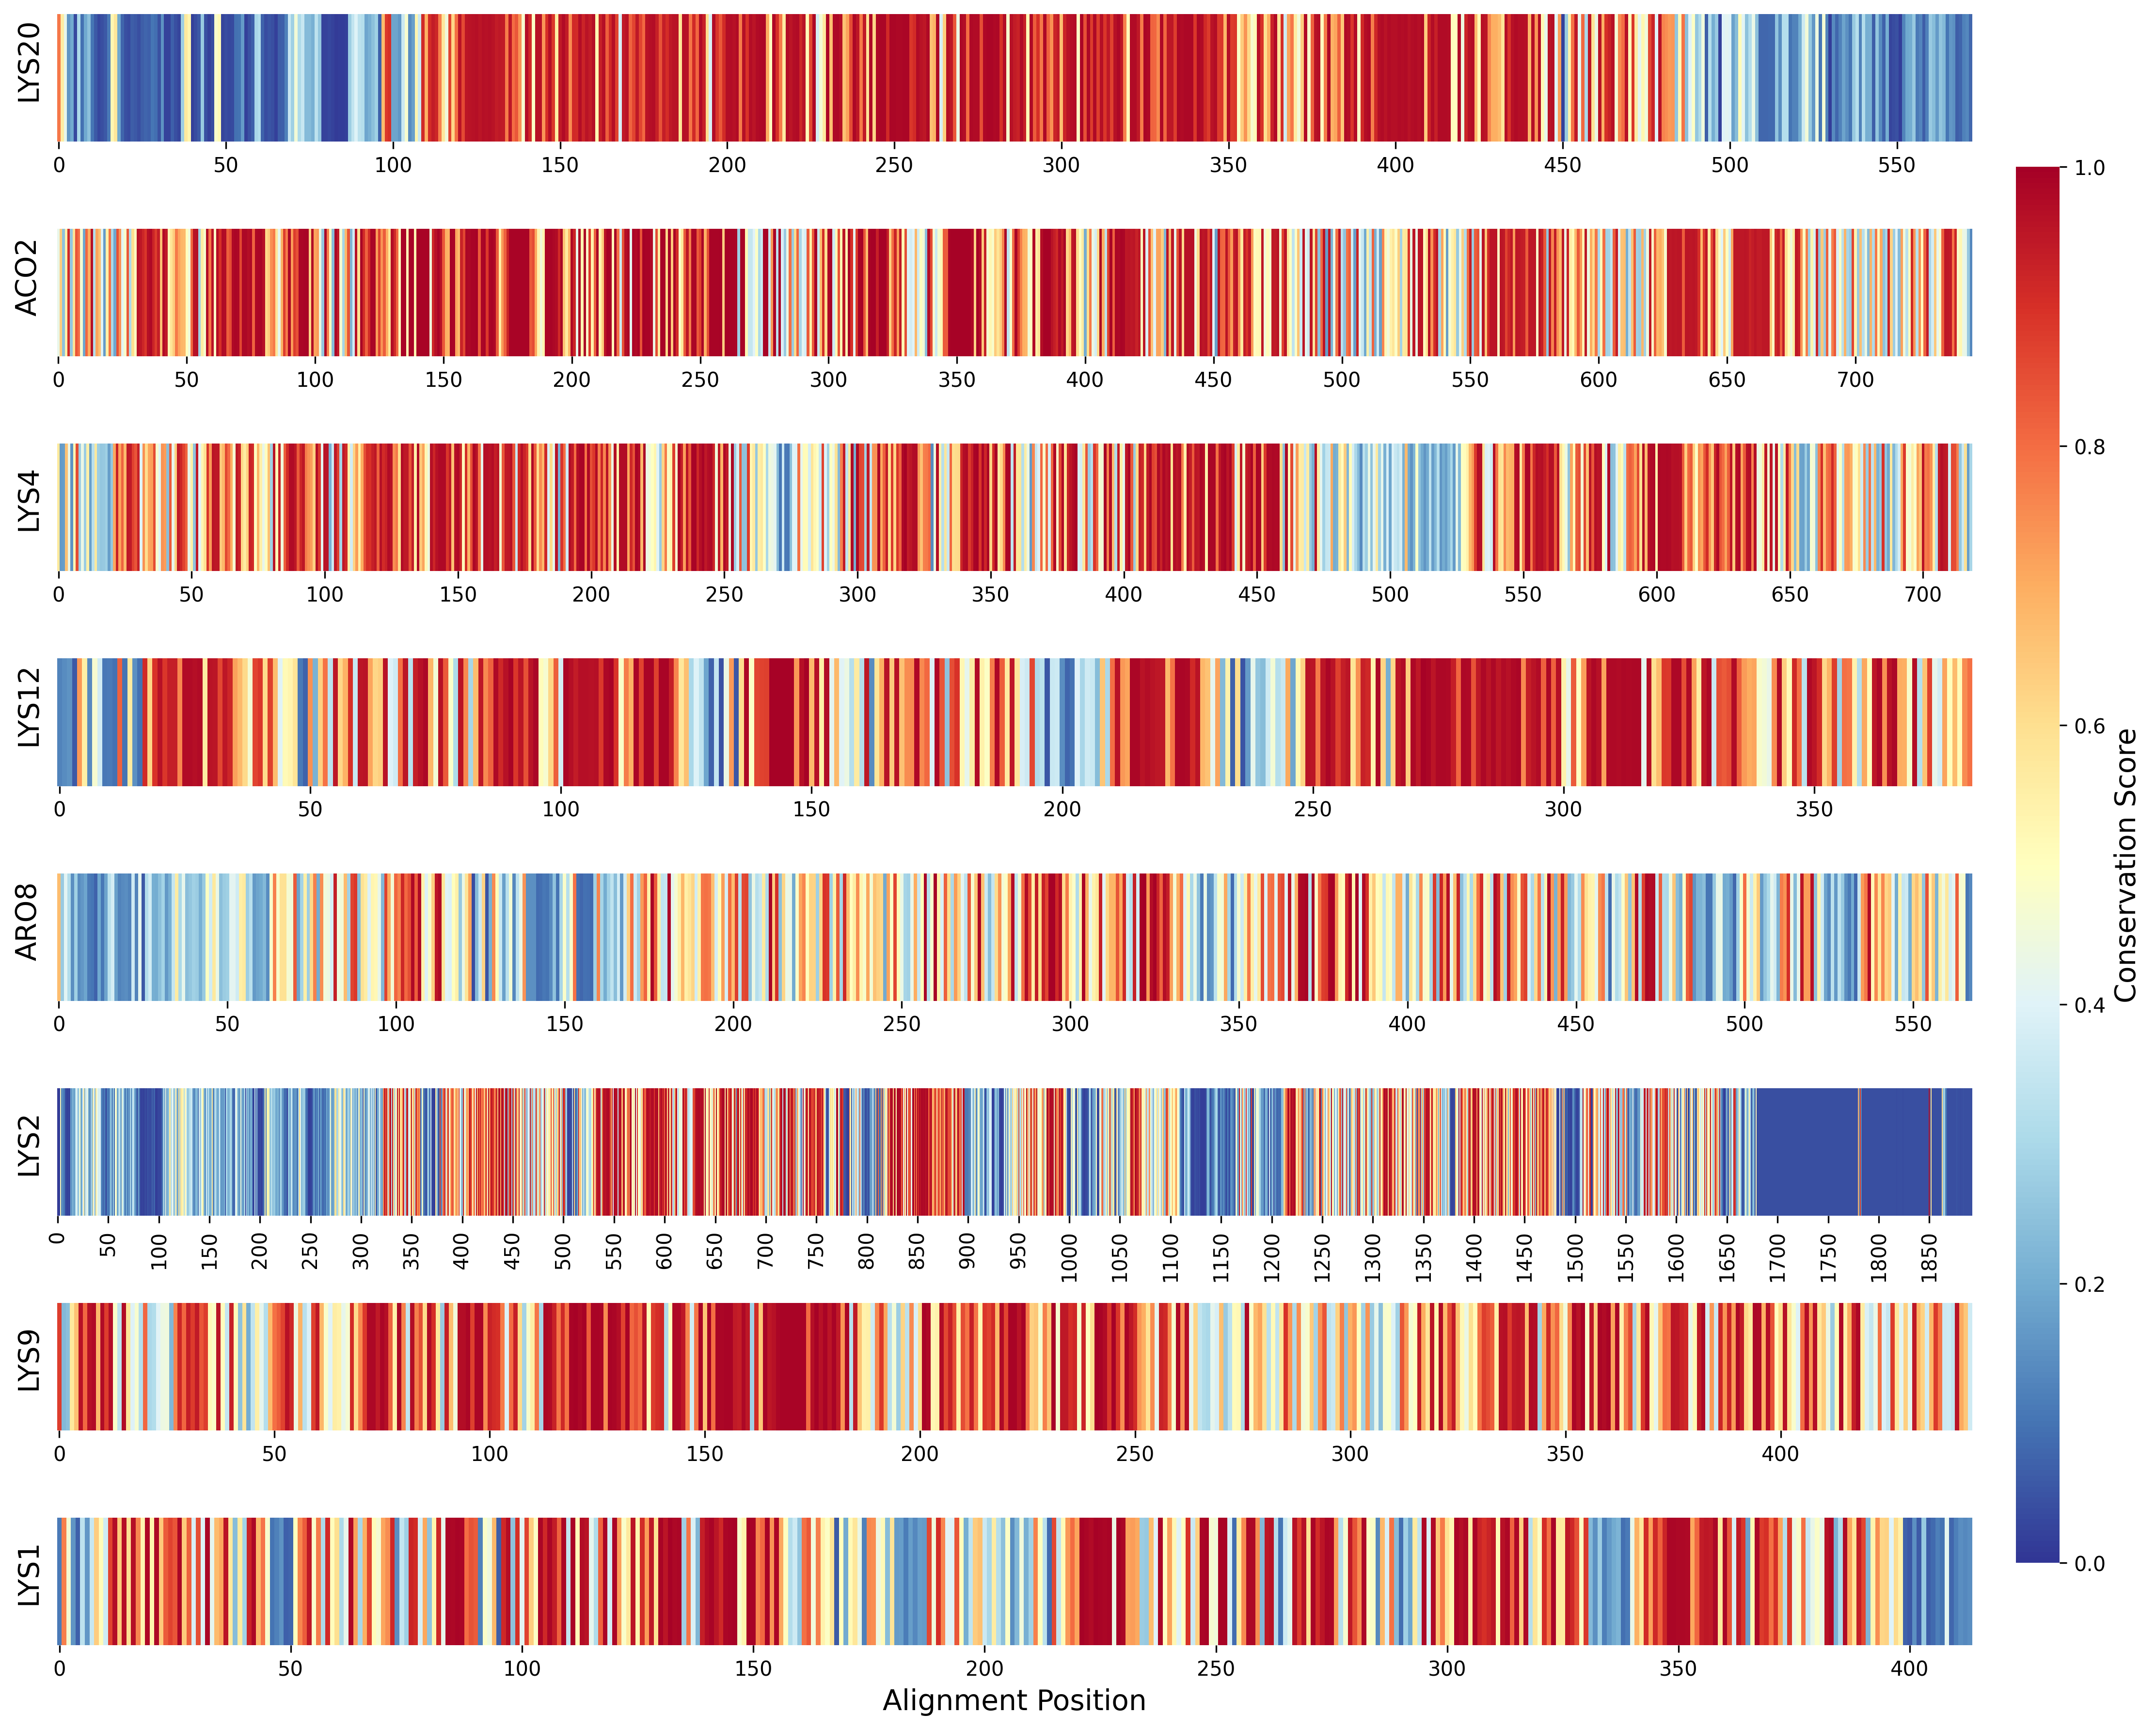 LYS20
0 50 100 150 200 250 300 350 400 450 500 550
ACO2
0 50 100 150 200 250 300 350 400 450 500 550 600 650 700
LYS4
0 50 100 150 200 250 300 350 400 450 500 550 600 650 700
LYS12
0 50 100 150 200 250 300 350
ARO8
0 50 100 150 200 250 300 350 400 450 500 550
LYS2
0 50 100 150 200 250 300 350 400 450 500 550 600 650 700 750 800 850 900 950 1000 1050 1100 1150 1200 1250 1300 1350 1400 1450 1500 1550 1600 1650 1700 1750 1800 1850
LYS9
0 50 100 150 200 250 300 350 400
LYS1
0 50 100 150 200 250 300 350 400
Alignment Position
1.0
0.8
0.6
0.4
0.2
0.0
Conservation Score